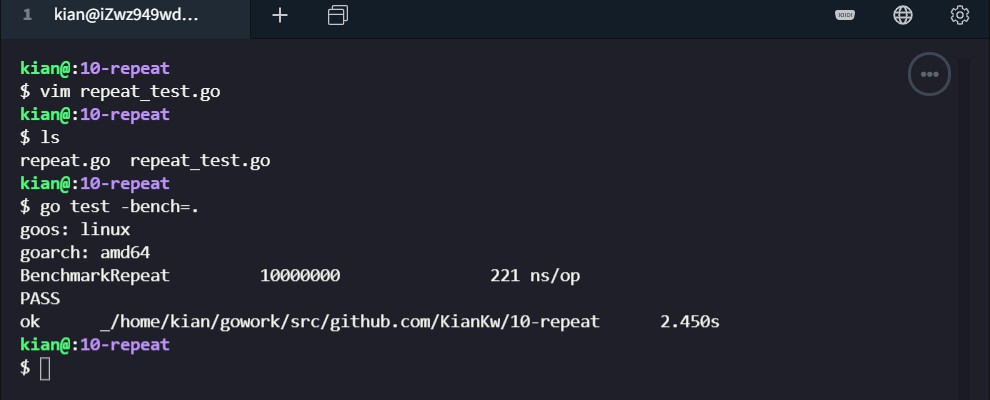 1 kian@iZwz949wd...
kian@:10-repeat
$ vim repeat_test.go
kian@:10-repeat
$ ls
repeat.go  repeat_test.go
kian@:10-repeat
$ go test -bench=.
goos: linux
goarch: amd64
BenchmarkRepeat         10000000               221 ns/op
PASS
ok      _/home/kian/gowork/src/github.com/KianKw/10-repeat      2.450s
kian@:10-repeat
$